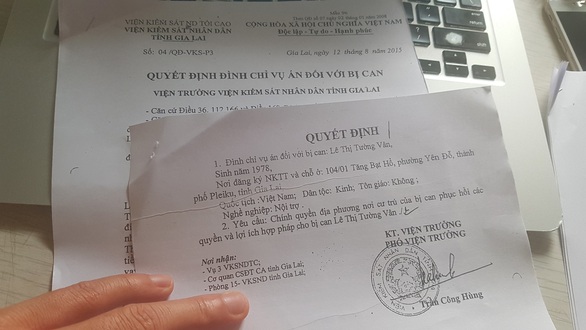 VIỆN KIỂM SÁT ND TỐI CAO
VIỆN KIỂM SÁT NHÂN DÂN
TỈNH GIA LAI
Số: 04 /QĐ-VKS-P3
CỘNG HÒA XÃ HỘI CHỦ NGHĨA VIỆT NAM
Độc lập - Tự do - Hạnh phúc
Gia Lai, ngày 12 tháng 8 năm 2015
QUYẾT ĐỊNH ĐÌNH CHỈ VỤ ÁN ĐỐI VỚI BỊ CAN
VIỆN TRƯỞNG VIỆN KIỂM SÁT NHÂN DÂN TỈNH GIA LAI
- Căn cứ Điều 36, 112,
QUYẾT ĐỊNH
1. Đình chỉ vụ án đối với bị can: Lê Thị Tường Vân,
Sinh năm 1978,
Nơi đăng ký NKTT và chỗ ở: 104/01 Tăng Bạt Hổ, phường Yên Đỗ, thành
phố Pleiku, tỉnh Gia Lai
Quốc tịch :Việt Nam; Dân tộc: Kinh; Tôn giáo: Không;
Nghề nghiệp: Nội trợ .
2. Yêu cầu: Chính quyền địa phương nơi cư trú của bị can phục hồi các
quyền và lợi ích hợp pháp cho bị can Lê Thị Tường Vân ./.
Nơi nhận:
- Vụ 3 VKSNDTC;
- Cơ quan CSĐT CA tỉnh Gia Lai;
- Phòng 15- VKSND tỉnh Gia Lai;
KT. VIỆN TRƯỞNG
PHÓ VIỆN TRƯỞNG
Trần Công Hùng